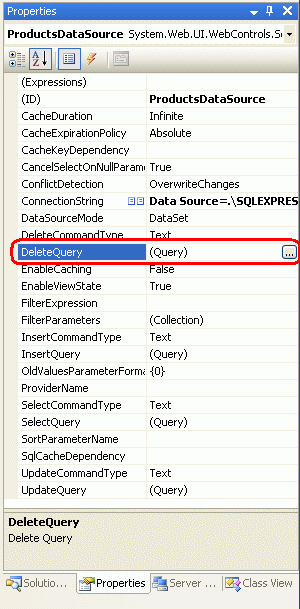 Properties
ProductsDataSource System.Web.UI.WebControls.S
(Expressions)
(ID) ProductsDataSource
CacheDuration Infinite
CacheExpirationPolicy Absolute
CacheKeyDependency
CancelSelectOnNullParam True
ConflictDetection OverwriteChanges
ConnectionString Data Source=.\SQLEXPRES
DataSourceMode DataSet
DeleteCommandType Text
DeleteQuery (Query) ...
EnableCaching False
EnableViewState True
FilterExpression
FilterParameters (Collection)
InsertCommandType Text
InsertQuery (Query)
OldValuesParameterForma {0}
ProviderName
SelectCommandType Text
SelectQuery (Query)
SortParameterName
SqlCacheDependency
UpdateCommandType Text
UpdateQuery (Query)
DeleteQuery
Delete Query
Solutio... Properties Server ... Class View